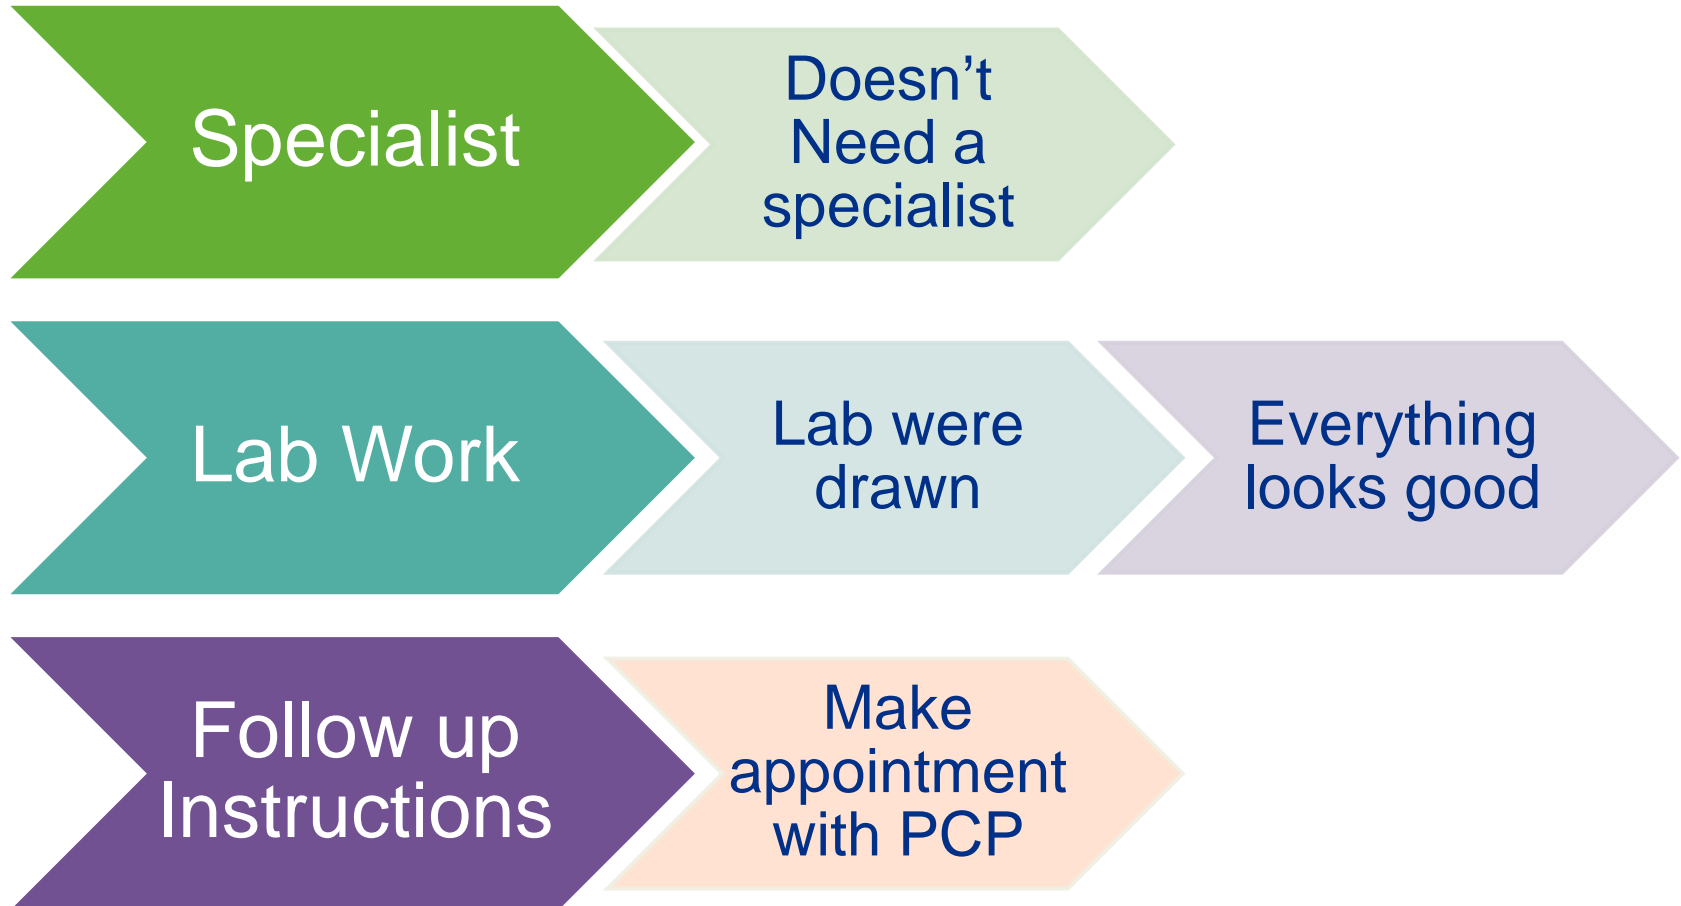 Specialist
Doesn’t
Need a
specialist
Lab Work
Lab were
drawn
Everything
looks good
Follow up
Instructions
Make
appointment
with PCP